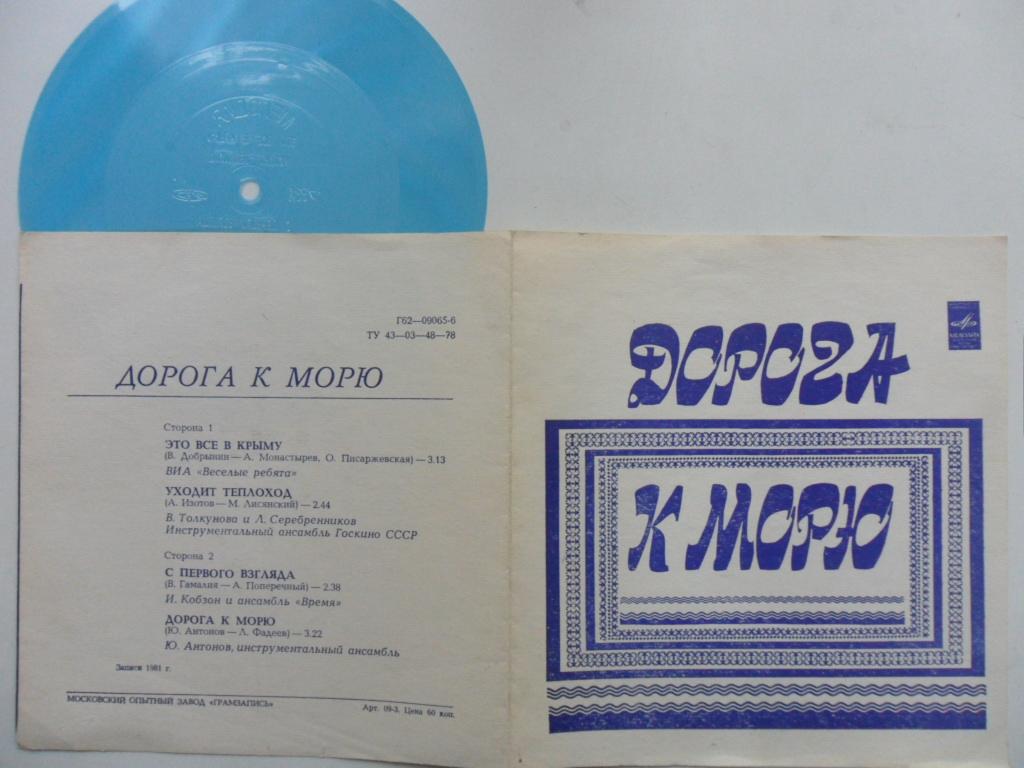 Г62—09065-6
ТУ 43—03—48—78
ДОРОГА К МОРЮ
Сторона 1
ЭТО ВСЕ В КРЫМУ
(В. Добрынин — А. Монастырев, О. Писаржевская) — 3.13
ВИА «Веселые ребята»
УХОДИТ ТЕПЛОХОД
(А. Изотов — М. Лисянский) — 2.44
В. Толкунова и Л. Серебренников
Инструментальный ансамбль Госкино СССР
Сторона 2
С ПЕРВОГО ВЗГЛЯДА
(В. Гамалия — А. Поперечный) — 2.38
И. Кобзон и ансамбль «Время»
ДОРОГА К МОРЮ
(Ю. Антонов — Л. Фадеев) — 3.22
Ю. Антонов, инструментальный ансамбль
Записи 1981 г.
МОСКОВСКИЙ ОПЫТНЫЙ ЗАВОД «ГРАМЗАПИСЬ»
Арт. 09-3. Цена 60 коп.
ДОРОГА
К МОРЮ
МЕЛОДИЯ